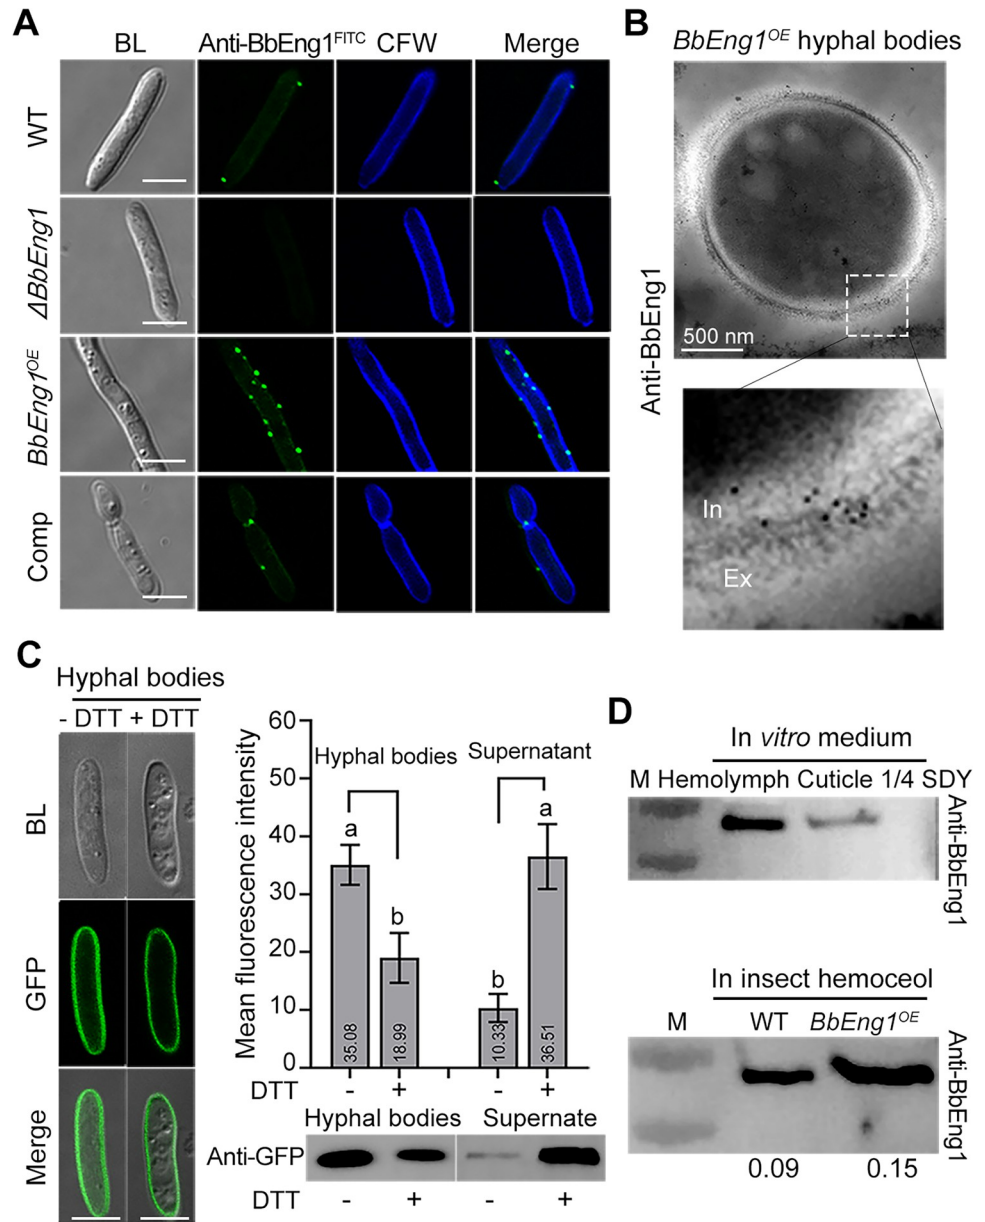 A
BL Anti-BbEng1FITC CFW Merge
WT
ΔBbEng1
BbEng1OE
Comp
B
BbEng1OE hyphal bodies
Anti-BbEng1
500 nm
In
Ex
C
Hyphal bodies
- DTT + DTT
BL
GFP
Merge
Mean fluorescence intensity
60
50
40
30
20
10
0
Hyphal bodies
Supernatant
a
b
b
a
35.08
18.99
10.33
36.51
DTT - + - +
Hyphal bodies Supernate
Anti-GFP
DTT - + - +
D
In vitro medium
M Hemolymph Cuticle 1/4 SDY
Anti-BbEng1
In insect hemoceol
M WT BbEng1OE
Anti-BbEng1
0.09 0.15